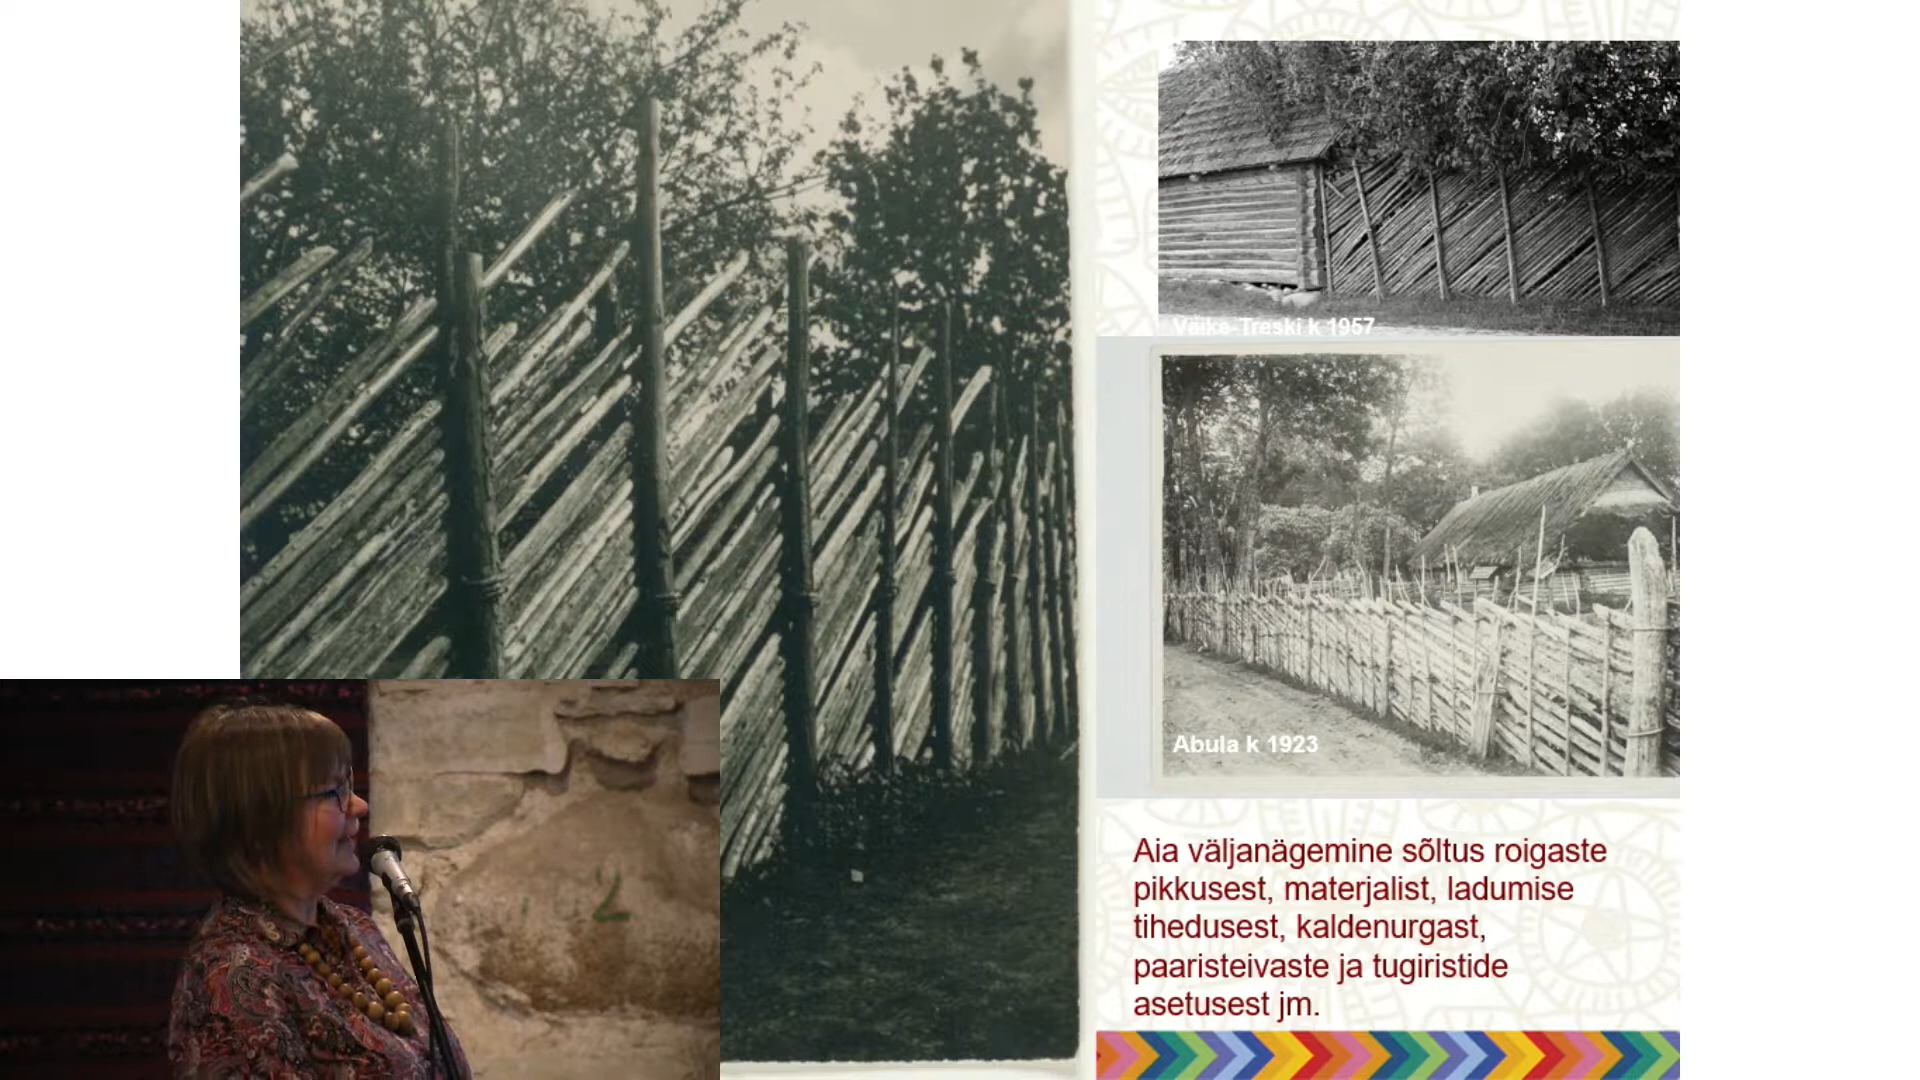 Väike-Treski k 1957
Abula k 1923
Aia väljanägemine sõltus roigaste
pikkusest, materjalist, ladumise
tihedusest, kaldenurgast,
paaristeivaste ja tugiristide
asetusest jm.